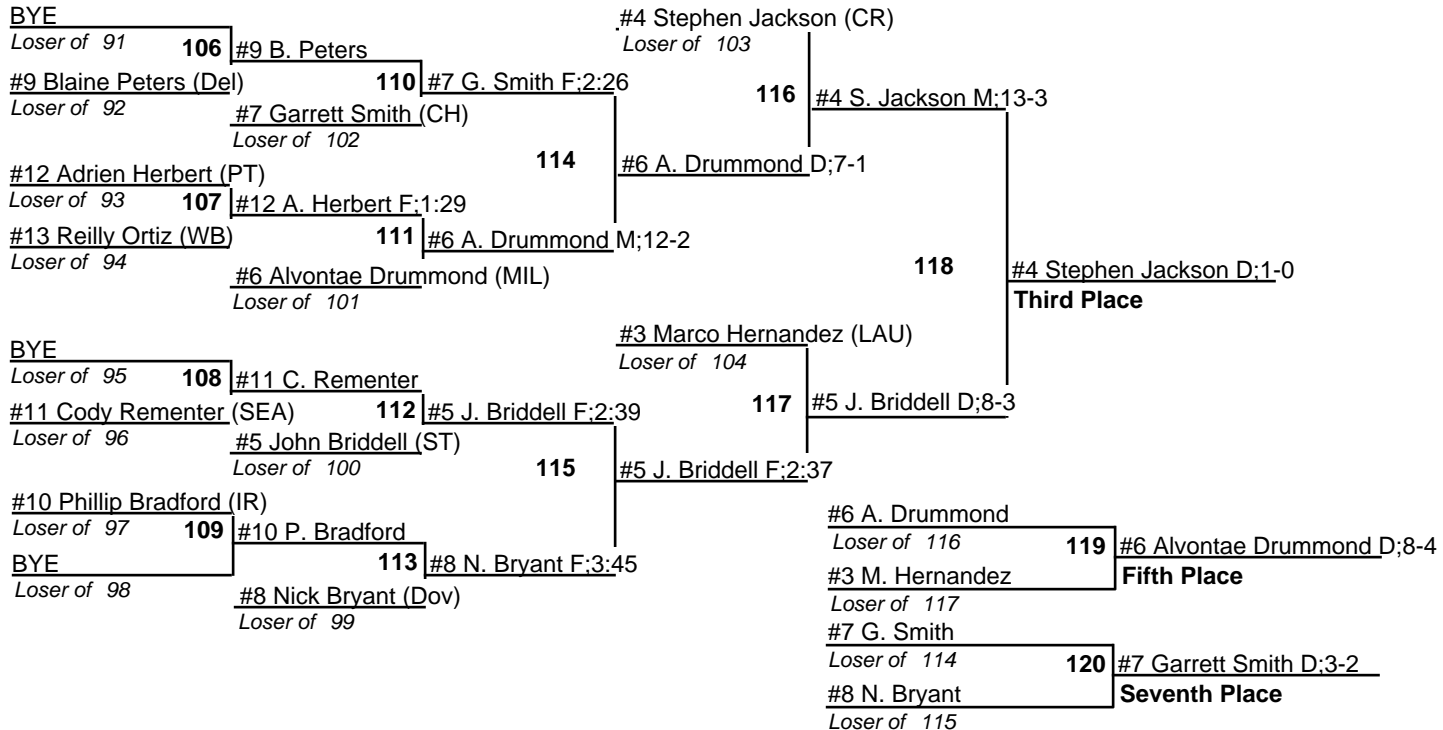 BYE
Loser of 91
106
#9 B. Peters
#9 Blaine Peters (Del)
Loser of 92
110
#7 G. Smith F;2:26
#7 Garrett Smith (CH)
Loser of 102
#12 Adrien Herbert (PT)
Loser of 93
107
#12 A. Herbert F;1:29
#13 Reilly Ortiz (WB)
Loser of 94
111
#6 A. Drummond M;12-2
#6 Alvontae Drummond (MIL)
Loser of 101
114
#6 A. Drummond D;7-1
#4 Stephen Jackson (CR)
Loser of 103
116
#4 S. Jackson M;13-3
118
#4 Stephen Jackson D;1-0
Third Place
BYE
Loser of 95
108
#11 C. Rementer
#11 Cody Rementer (SEA)
Loser of 96
112
#5 J. Briddell F;2:39
#5 John Briddell (ST)
Loser of 100
#10 Phillip Bradford (IR)
Loser of 97
109
#10 P. Bradford
BYE
Loser of 98
113
#8 N. Bryant F;3:45
#8 Nick Bryant (Dov)
Loser of 99
115
#5 J. Briddell F;2:37
#3 Marco Hernandez (LAU)
Loser of 104
117
#5 J. Briddell D;8-3
#6 A. Drummond
Loser of 116
119
#6 Alvontae Drummond D;8-4
Fifth Place
#3 M. Hernandez
Loser of 117
#7 G. Smith
Loser of 114
120
#7 Garrett Smith D;3-2
Seventh Place
#8 N. Bryant
Loser of 115